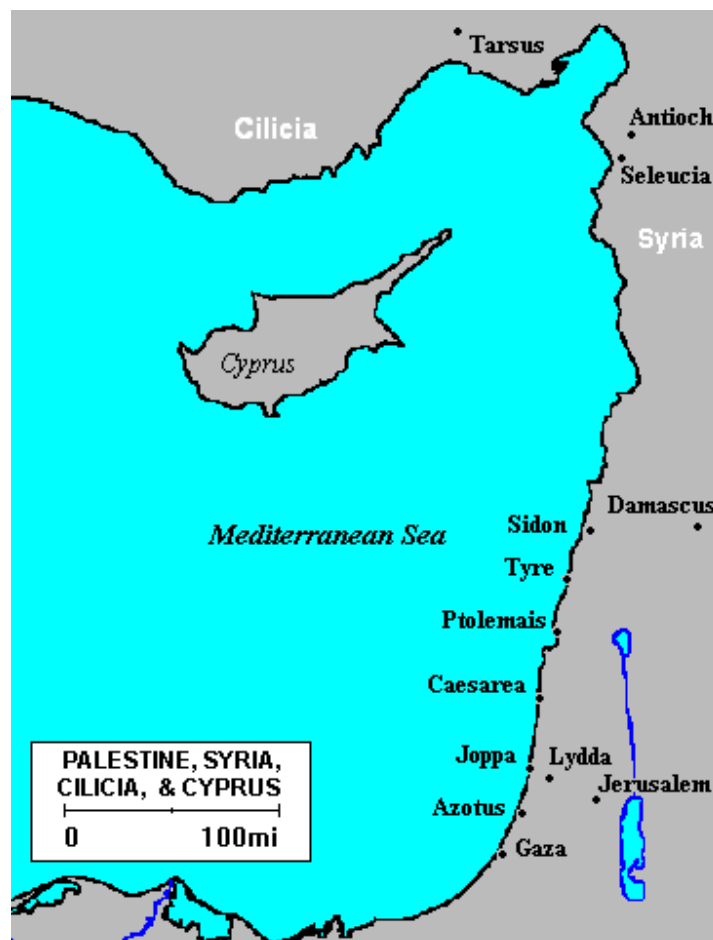 Tarsus
Cilicia
Antioch
Seleucia
Syria
Cyprus
Mediterranean Sea
Damascus
Sidon
Tyre
Ptolemais
Caesarea
Joppa
Lydda
Jerusalem
Azotus
Gaza
PALESTINE, SYRIA,
CILICIA, & CYPRUS
0 100mi